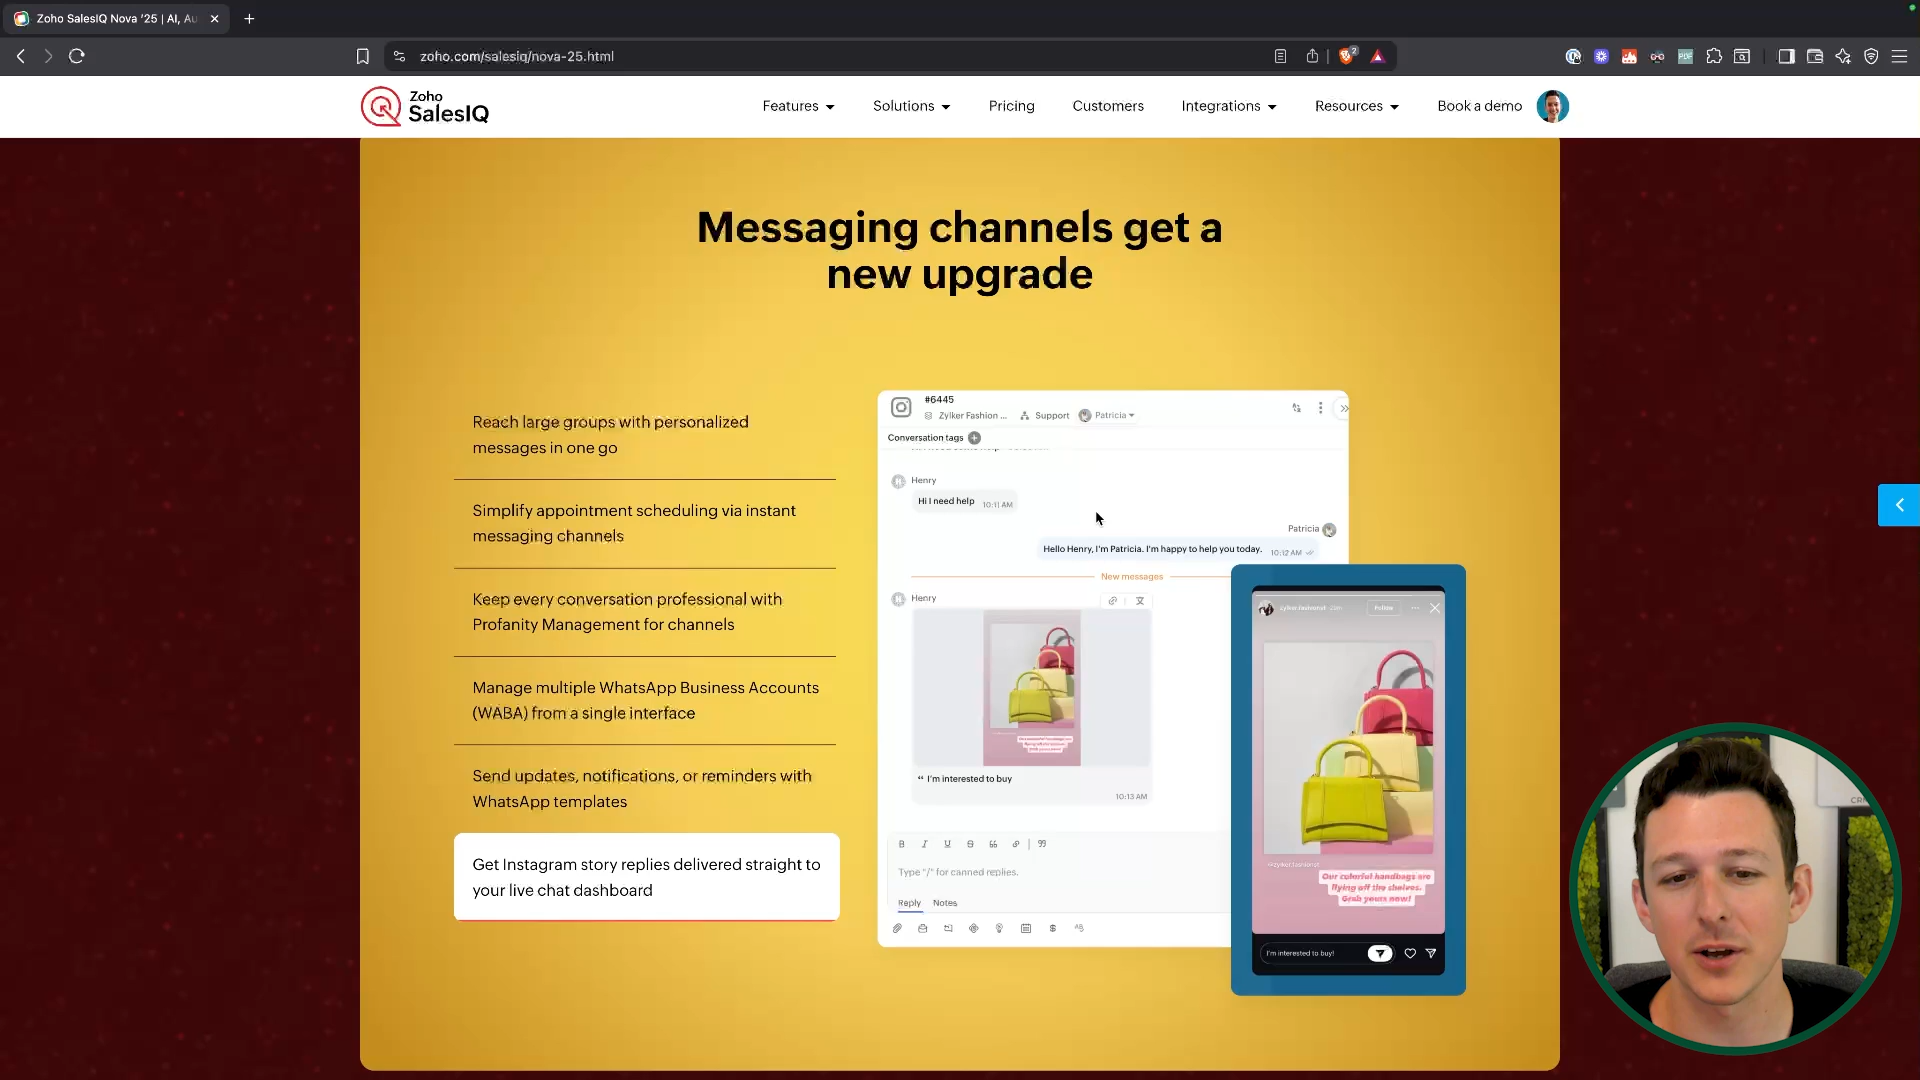 Zoho SalesIQ Nova '25 | AI, Au
zoho.com/salesiq/nova-25.html
2
Zoho
SalesIQ
Features
Solutions
Pricing
Customers
Integrations
Resources
Book a demo
Messaging channels get a
new upgrade
Reach large groups with personalized
messages in one go
Simplify appointment scheduling via instant
messaging channels
Keep every conversation professional with
Profanity Management for channels
Manage multiple WhatsApp Business Accounts
(WABA) from a single interface
Send updates, notifications, or reminders with
WhatsApp templates
Get Instagram story replies delivered straight to
your live chat dashboard
#6445
Zylker Fashion ...
Support
Patricia
Conversation tags
Henry
Hi I need help
10:11 AM
Patricia
Hello Henry, I'm Patricia. I'm happy to help you today.
10:12 AM
New messages
Henry
" I'm interested to buy
10:13 AM
B I U S
Type "/" for canned replies.
Reply
Notes
Follow
Our colorful handbags are
flying off the shelves.
Grab yours now!
I'm interested to buy!